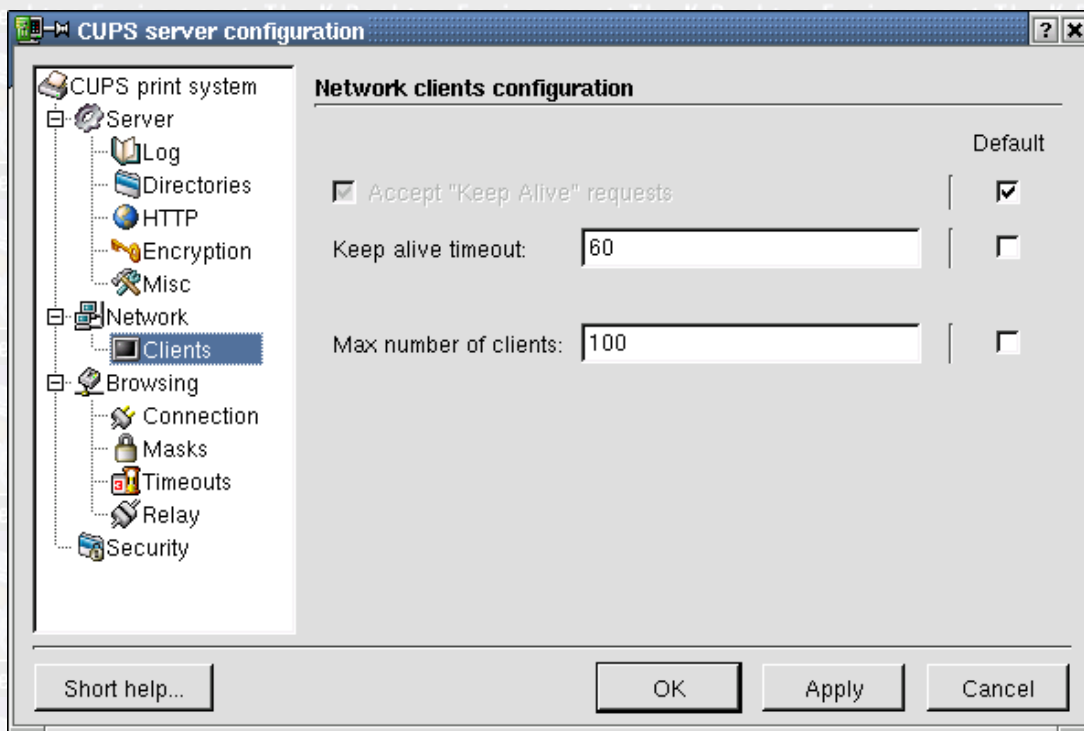 CUPS server configuration
CUPS print system
Server
Log
Directories
HTTP
Encryption
Misc
Network
Clients
Browsing
Connection
Masks
Timeouts
Relay
Security
Network clients configuration
Default
Accept "Keep Alive" requests
Keep alive timeout: 60
Max number of clients: 100
Short help... OK Apply Cancel